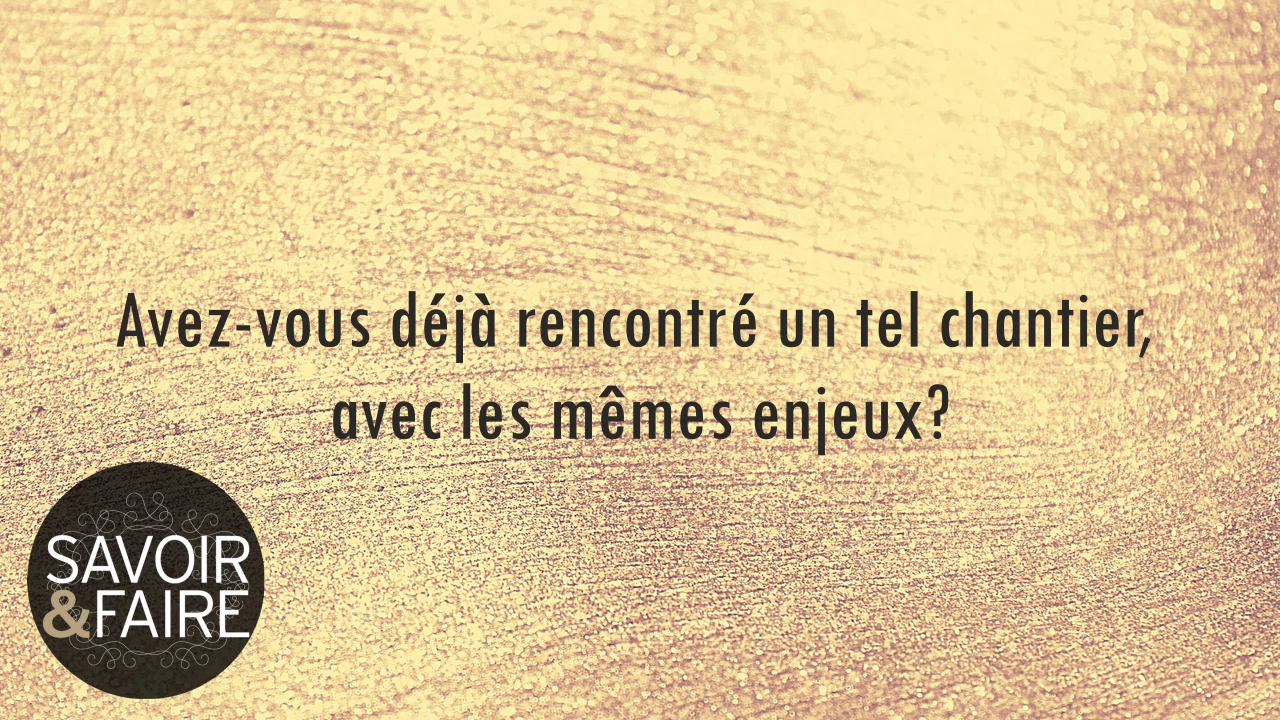 Avez-vous déjà rencontré un tel chantier,
avec les mêmes enjeux?
SAVOIR
&FAIRE